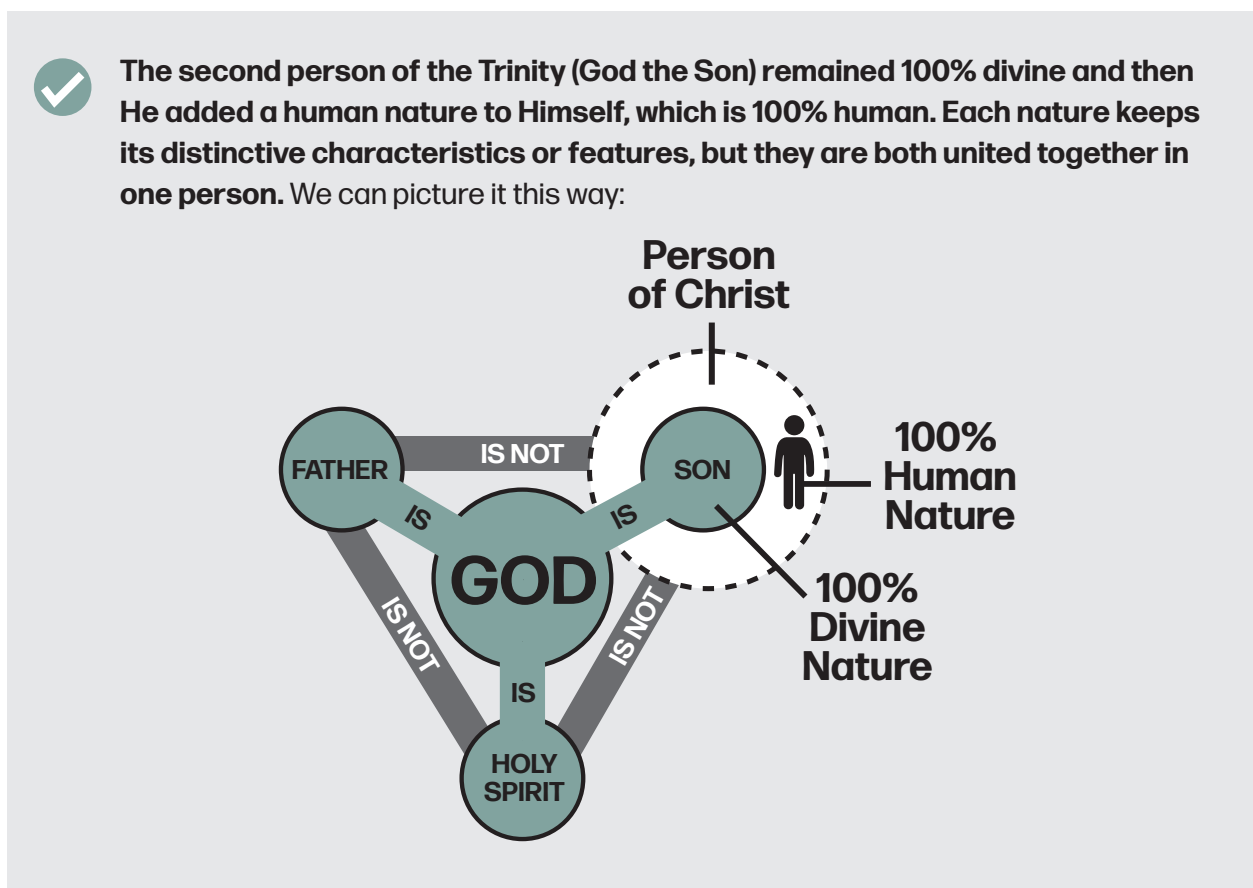 The second person of the Trinity (God the Son) remained 100% divine and then
He added a human nature to Himself, which is 100% human. Each nature keeps
its distinctive characteristics or features, but they are both united together in
one person. We can picture it this way:
Person
of Christ
IS NOT
FATHER
SON
100%
Human
Nature
IS
IS
GOD
100%
Divine
Nature
IS NOT
IS NOT
IS
HOLY
SPIRIT